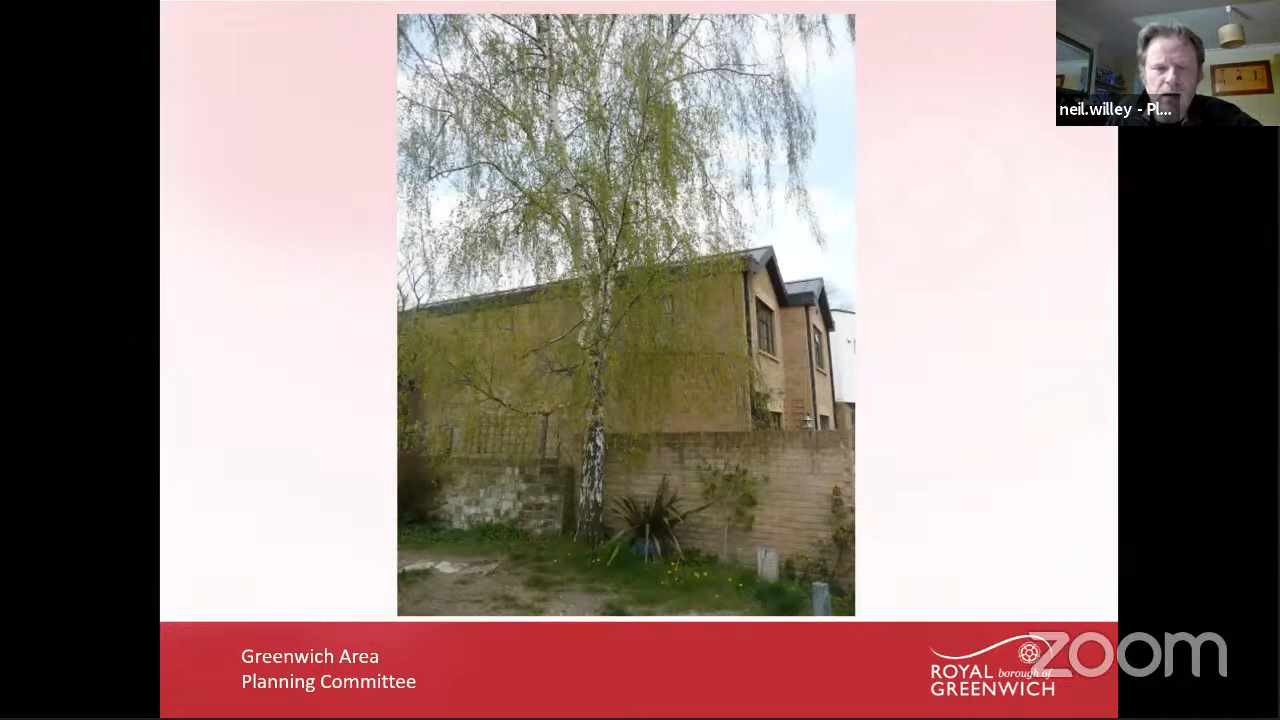 neil.willey - Pl...
Greenwich Area
Planning Committee
ROYAL borough of
GREENWICH
zoom